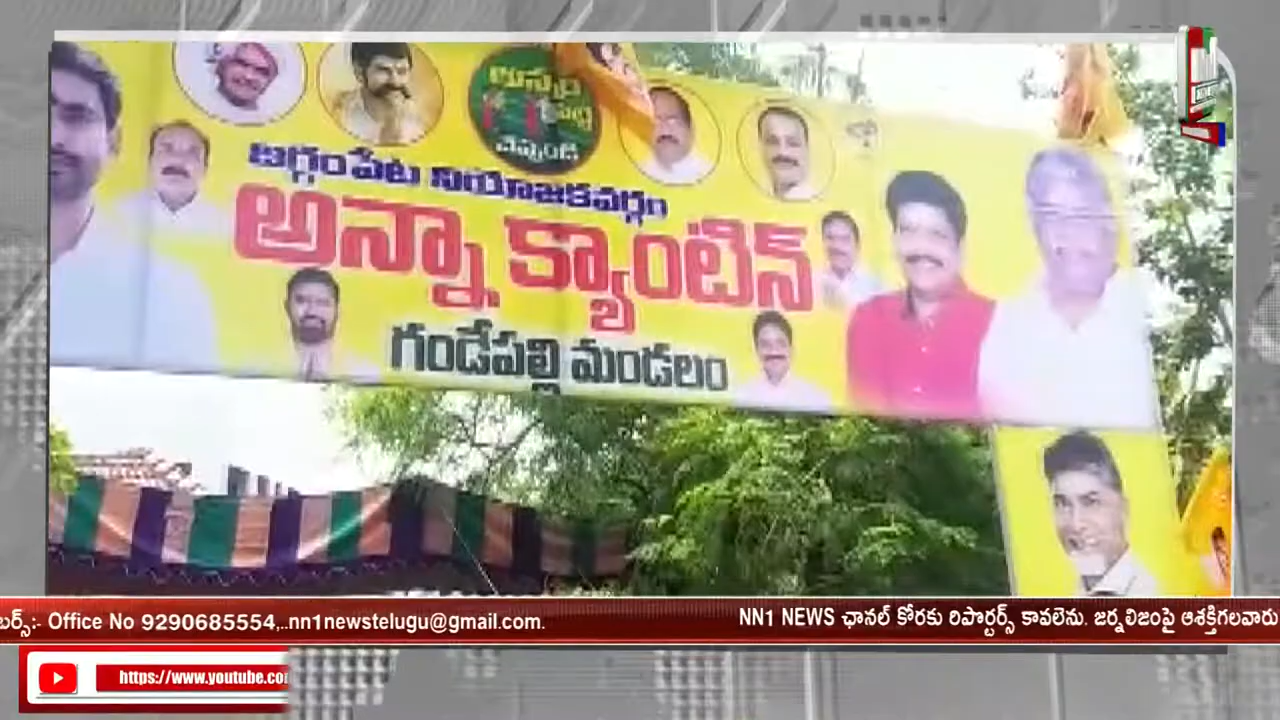 జగ్గంపేట నియోజకవర్గం
అన్నా క్యాంటిన్
గండేపల్లి మండలం
బర్స్:- Office No 9290685554,..nn1newstelugu@gmail.com.
NN1 NEWS ఛానల్ కోరకు రిపొర్టర్స్ కావలెను. జర్నలిజంపై ఆశక్తిగలవారు
https://www.youtube.co